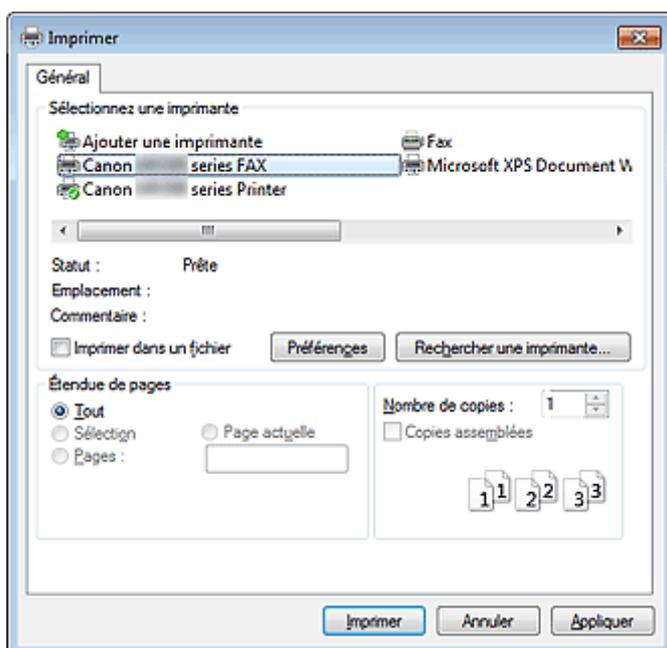 Imprimer
Général
Sélectionnez une imprimante
Ajouter une imprimante
Fax
Canon series FAX
Microsoft XPS Document W
Canon series Printer
Statut : Prête
Emplacement :
Commentaire :
Imprimer dans un fichier
Préférences
Rechercher une imprimante...
Étendue de pages
Tout
Sélection
Page actuelle
Pages :
Nombre de copies : 1
Copies assemblées
1 1 2 2 3 3
Imprimer
Annuler
Appliquer